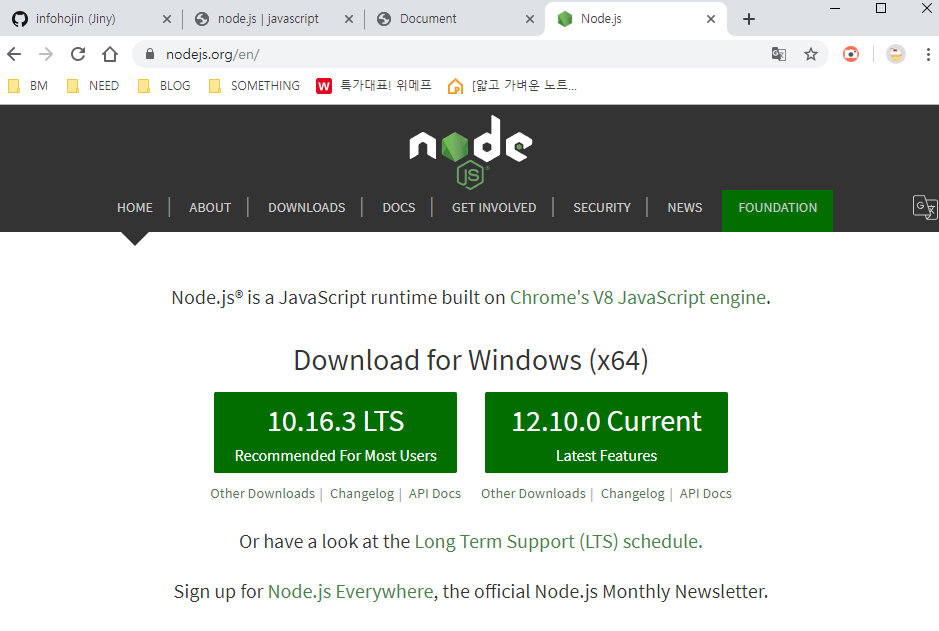 infohojin (Jiny)
node.js | javascript
Document
Node.js
nodejs.org/en/
BM NEED BLOG SOMETHING W 특가대표! 위메프 [얇고 가벼운 노트...
node
JS
HOME ABOUT DOWNLOADS DOCS GET INVOLVED SECURITY NEWS FOUNDATION
Node.js® is a JavaScript runtime built on Chrome's V8 JavaScript engine.
Download for Windows (x64)
10.16.3 LTS
Recommended For Most Users
12.10.0 Current
Latest Features
Other Downloads | Changelog | API Docs
Other Downloads | Changelog | API Docs
Or have a look at the Long Term Support (LTS) schedule.
Sign up for Node.js Everywhere, the official Node.js Monthly Newsletter.